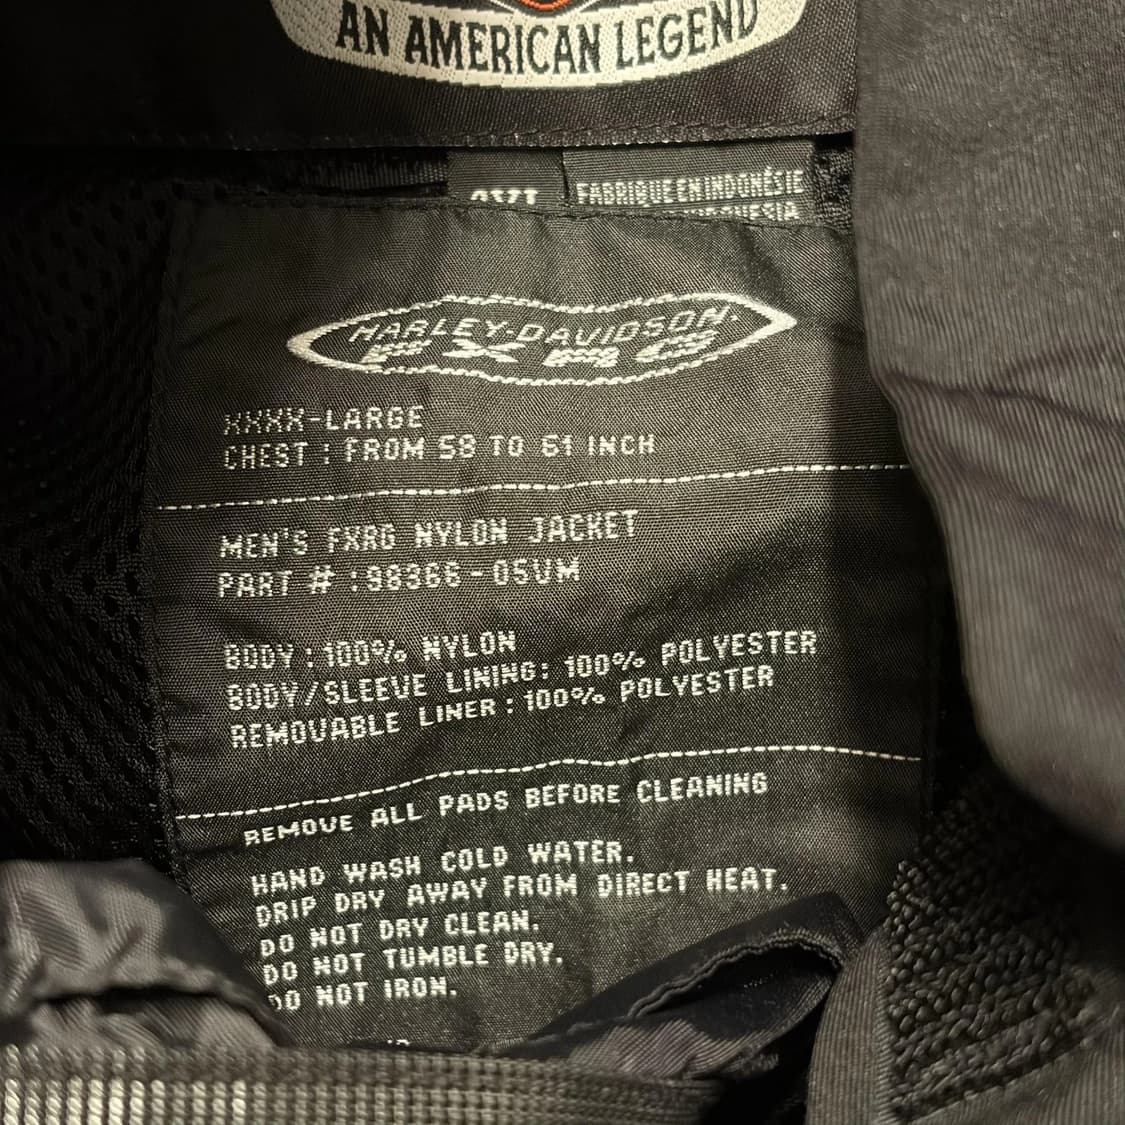 AN AMERICAN LEGEND
FABRIQUÉ EN INDONÉSIE
HARLEY-DAVIDSON
XXXX-LARGE
CHEST : FROM 58 TO 61 INCH
MEN'S FXRG NYLON JACKET
PART # : 98366-05VM
BODY : 100% NYLON
BODY/SLEEVE LINING: 100% POLYESTER
REMOVABLE LINER : 100% POLYESTER
REMOVE ALL PADS BEFORE CLEANING
HAND WASH COLD WATER.
DRIP DRY AWAY FROM DIRECT HEAT.
DO NOT DRY CLEAN.
DO NOT TUMBLE DRY.
DO NOT IRON.